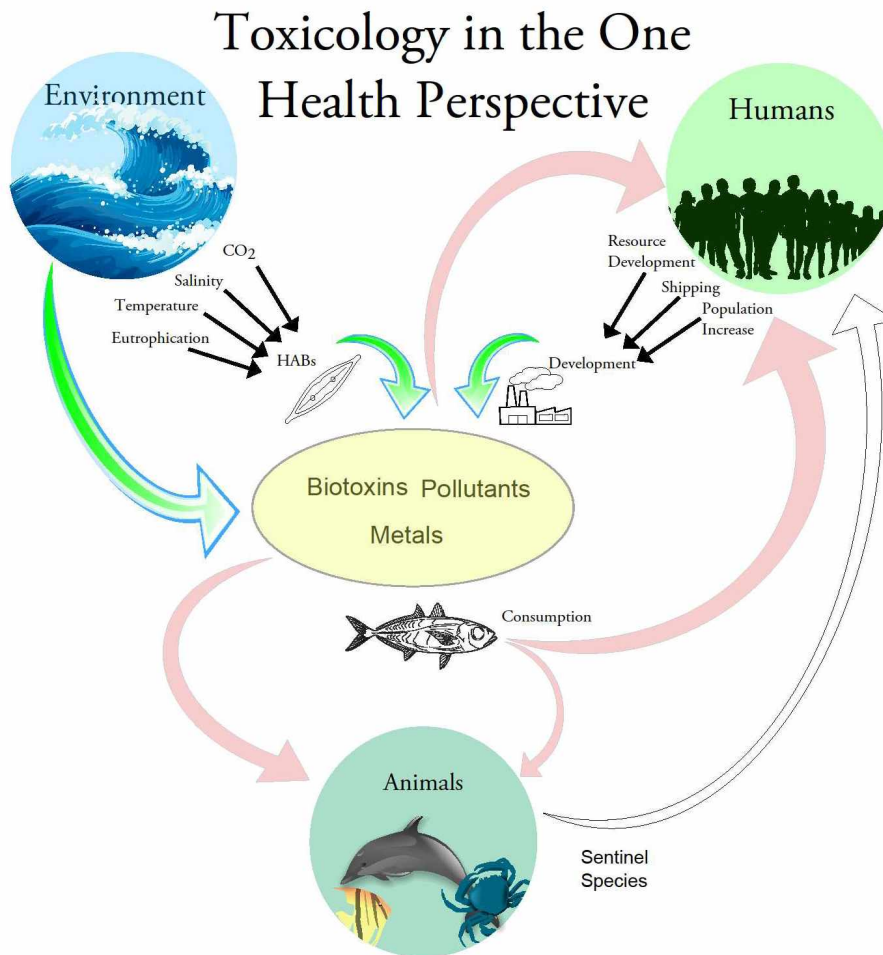 Toxicology in the One
Health Perspective
Environment
Humans
CO2
Salinity
Temperature
Eutrophication
HABs
Resource
Development
Shipping
Population
Increase
Development
Biotoxins Pollutants
Metals
Consumption
Animals
Sentinel
Species